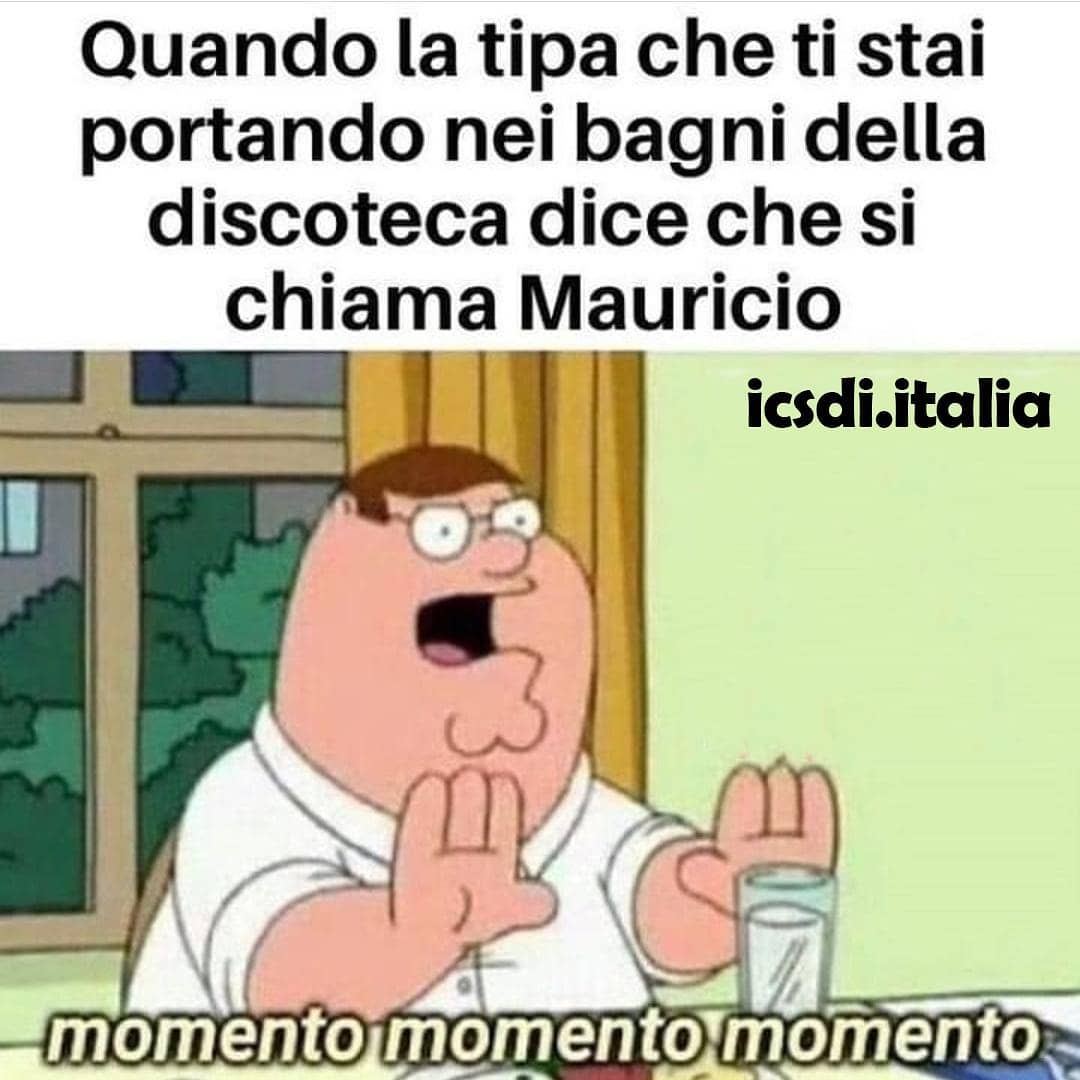 Quando la tipa che ti stai
portando nei bagni della
discoteca dice che si
chiama Mauricio
icsdi.italia
momento momento momento